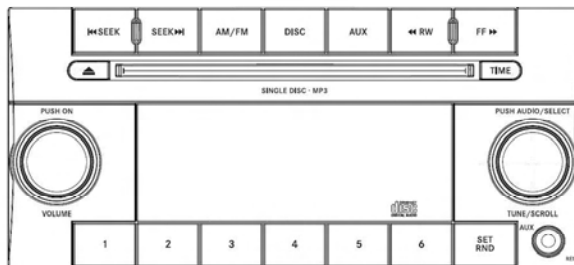 ⏮SEEK SEEK⏭ AM/FM DISC AUX ◀◀ RW FF ▶▶
TIME
SINGLE DISC · MP3
PUSH ON PUSH AUDIO/SELECT
disc
VOLUME TUNE/SCROLL
1 2 3 4 5 6 SET RND AUX